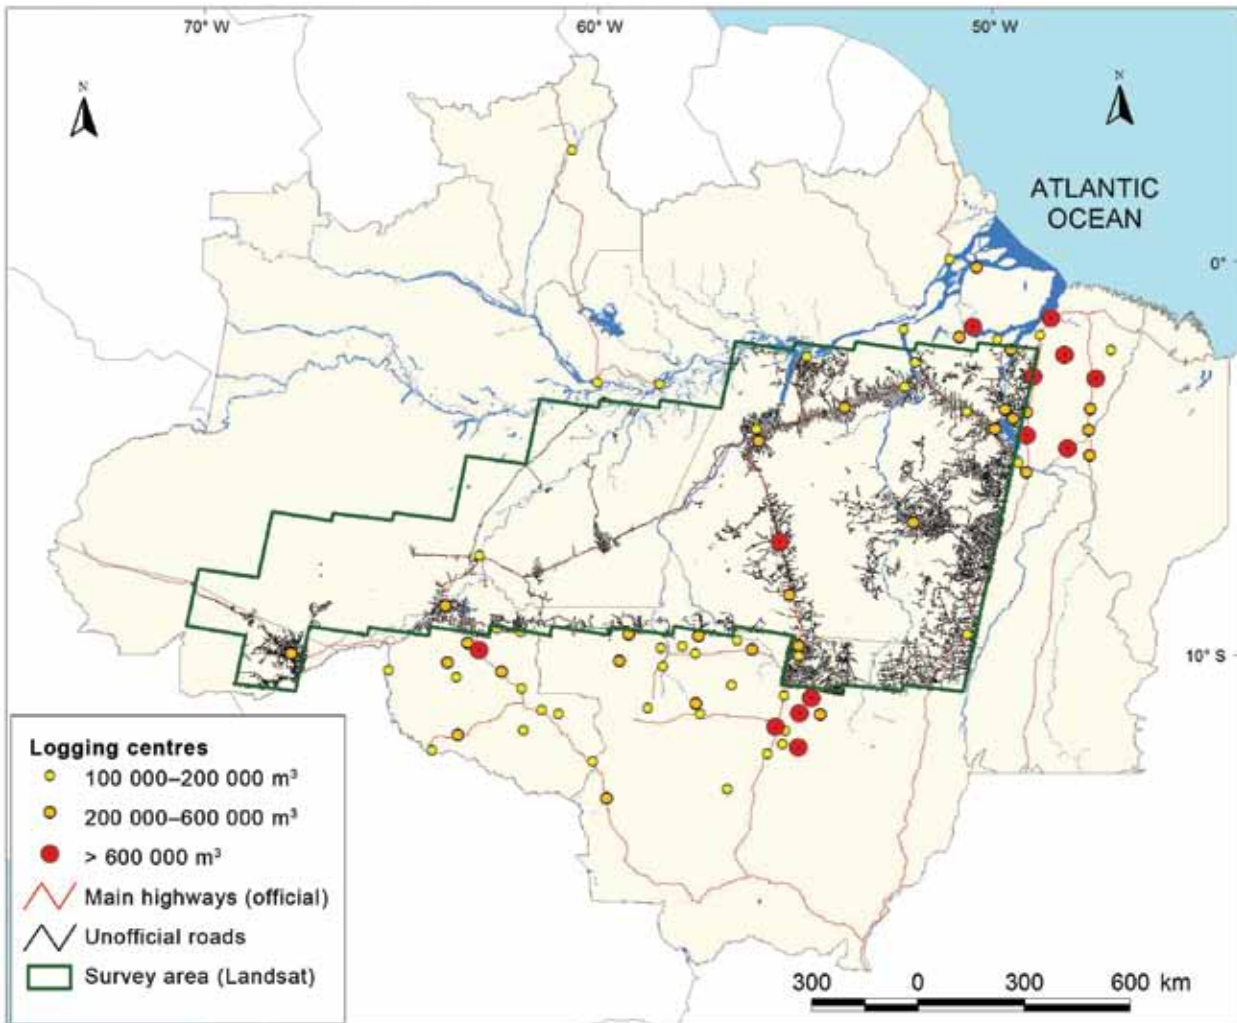 70° W
60° W
50° W
N
N
ATLANTIC
OCEAN
0°
10° S
Logging centres
100 000–200 000 m³
200 000–600 000 m³
> 600 000 m³
Main highways (official)
Unofficial roads
Survey area (Landsat)
300 0 300 600 km